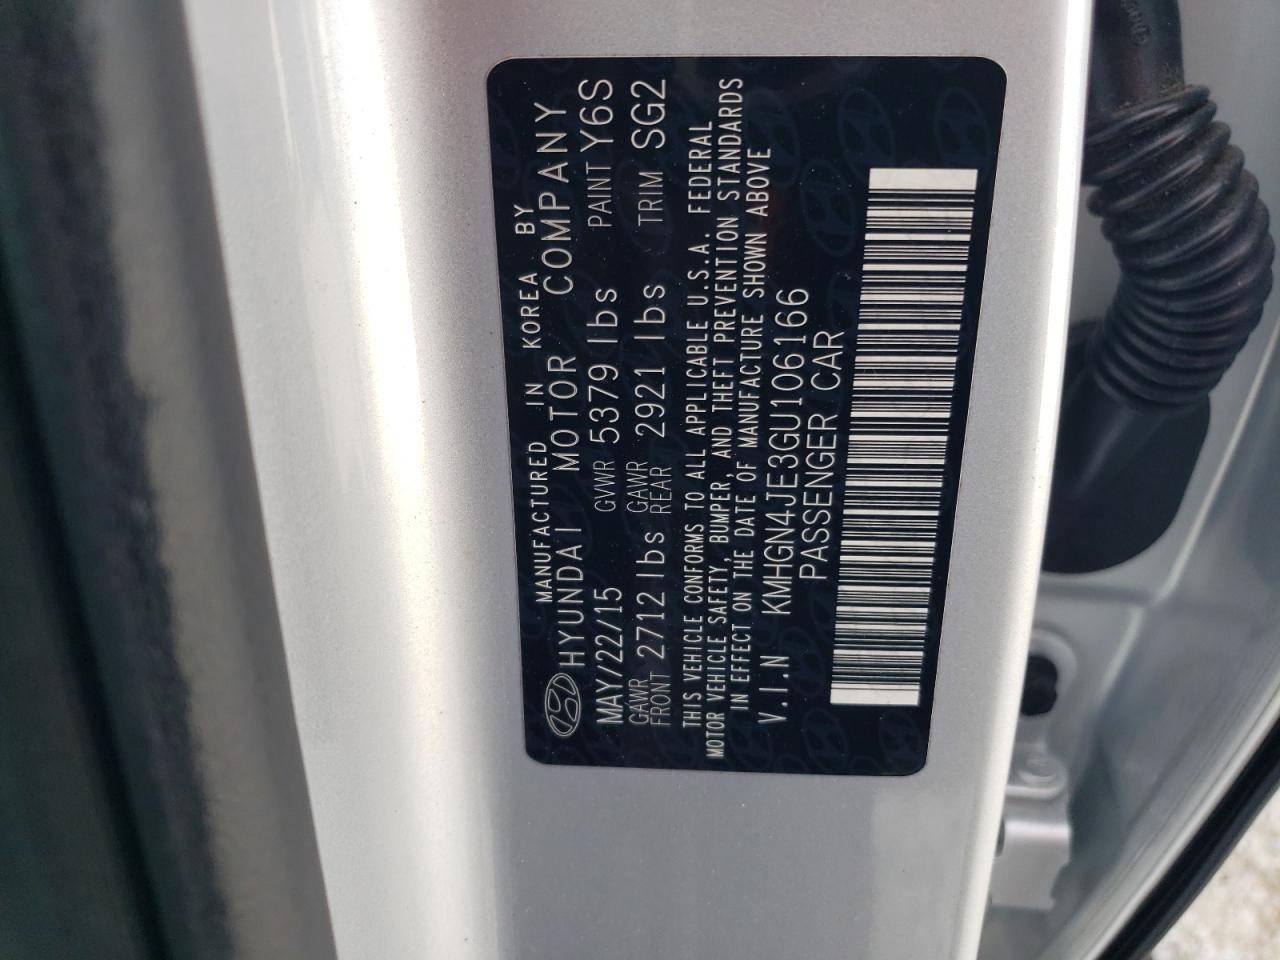 MANUFACTURED IN KOREA BY
HYUNDAI MOTOR COMPANY
MAY/22/15 GVWR 5379 lbs PAINT Y6S
GAWR FRONT 2712 lbs GAWR REAR 2921 lbs TRIM SG2
THIS VEHICLE CONFORMS TO ALL APPLICABLE U.S.A. FEDERAL
MOTOR VEHICLE SAFETY, BUMPER, AND THEFT PREVENTION STANDARDS
IN EFFECT ON THE DATE OF MANUFACTURE SHOWN ABOVE
V.I.N KMHGN4JE3GU106166
PASSENGER CAR